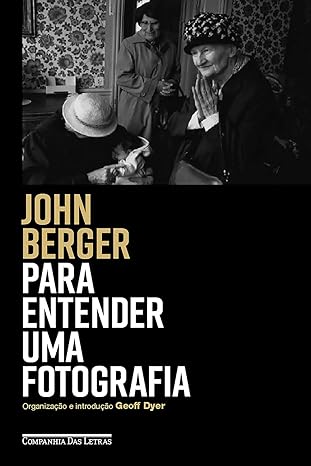 JOHN
BERGER
PARA
ENTENDER
UMA
FOTOGRAFIA
Organização e introdução Geoff Dyer
COMPANHIA DAS LETRAS